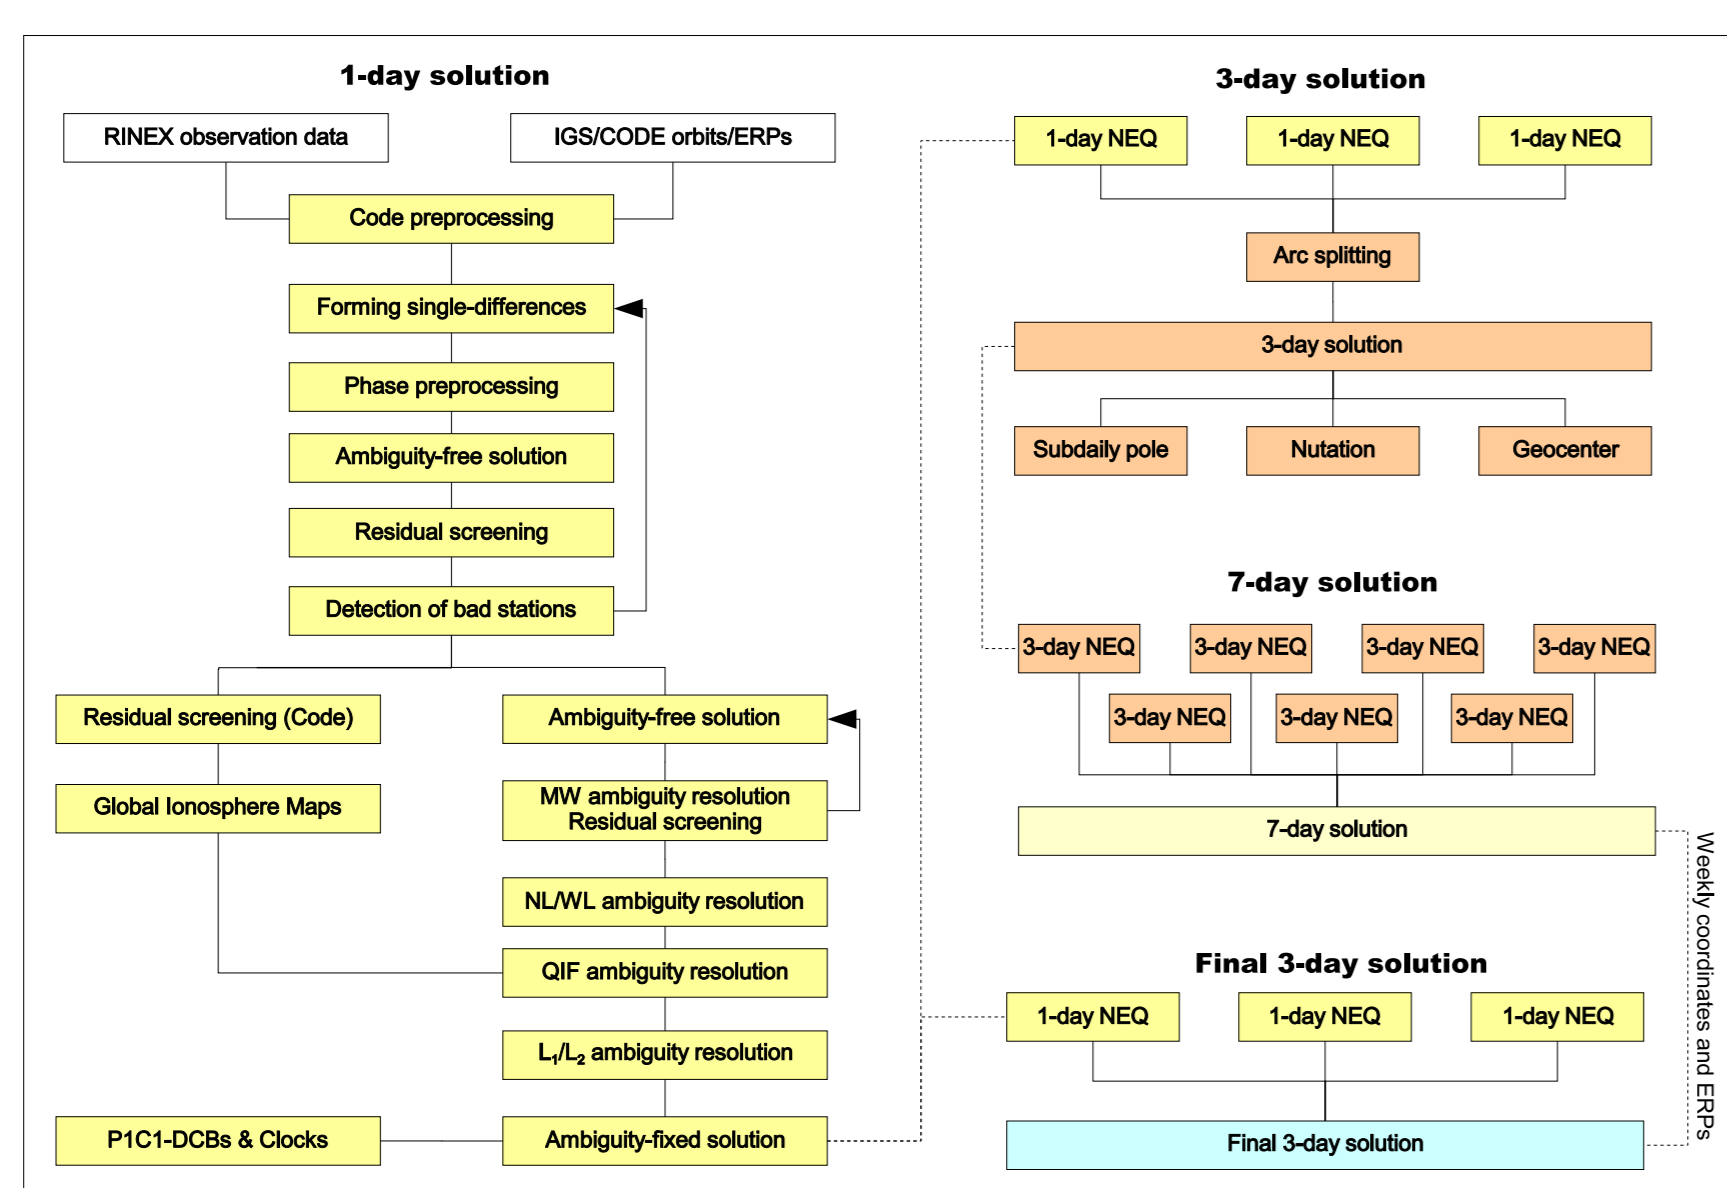 1-day solution
RINEX observation data
IGS/CODE orbits/ERPs
Code preprocessing
Forming single-differences
Phase preprocessing
Ambiguity-free solution
Residual screening
Detection of bad stations
Residual screening (Code)
Ambiguity-free solution
Global Ionosphere Maps
MW ambiguity resolution
Residual screening
NL/WL ambiguity resolution
QIF ambiguity resolution
L₁/L₂ ambiguity resolution
P1C1-DCBs & Clocks
Ambiguity-fixed solution
3-day solution
1-day NEQ
1-day NEQ
1-day NEQ
Arc splitting
3-day solution
Subdaily pole
Nutation
Geocenter
7-day solution
3-day NEQ
3-day NEQ
3-day NEQ
3-day NEQ
3-day NEQ
3-day NEQ
3-day NEQ
7-day solution
Weekly coordinates and ERPs
Final 3-day solution
1-day NEQ
1-day NEQ
1-day NEQ
Final 3-day solution